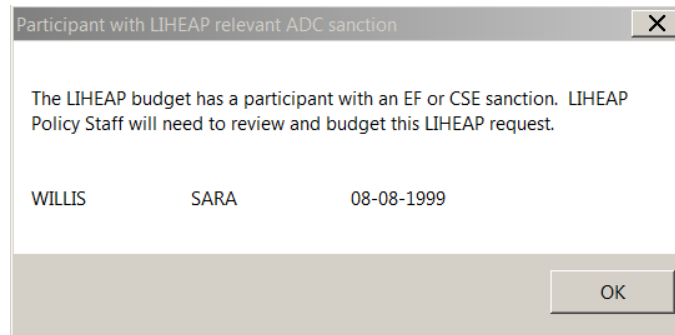 Participant with LIHEAP relevant ADC sanction
The LIHEAP budget has a participant with an EF or CSE sanction.  LIHEAP
Policy Staff will need to review and budget this LIHEAP request.
WILLIS SARA 08-08-1999
OK